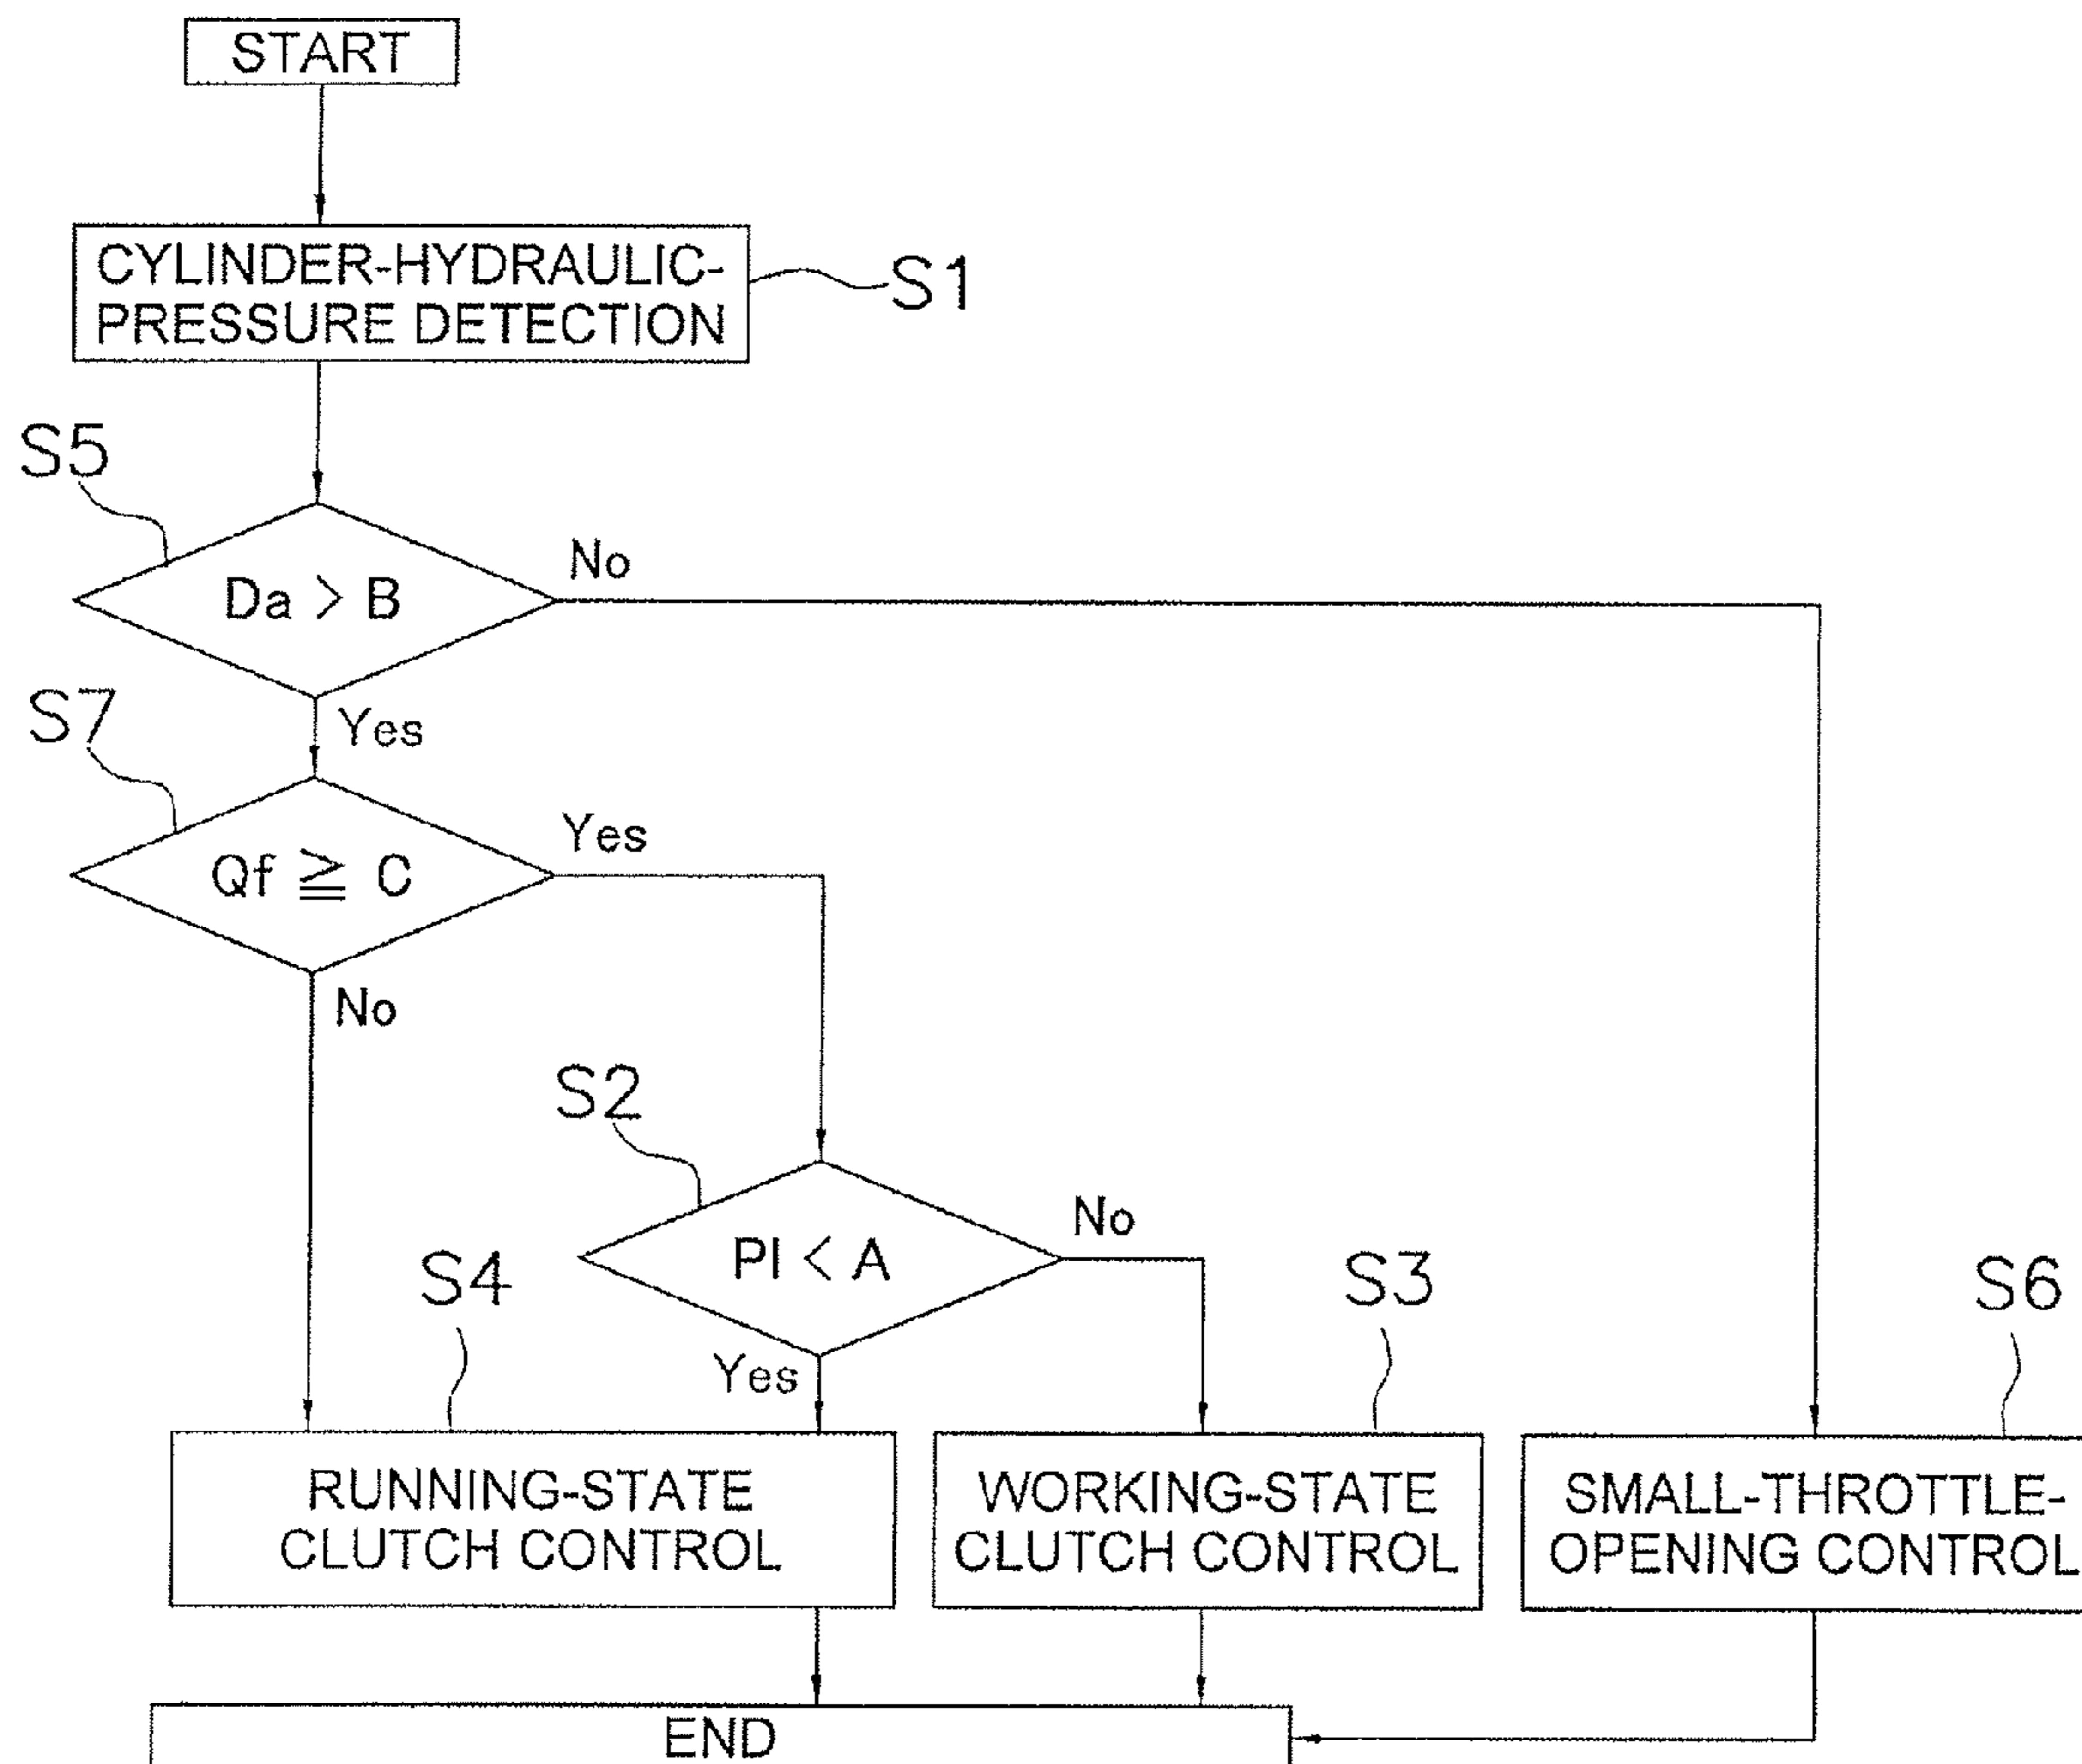 START
CYLINDER-HYDRAULIC-
PRESSURE DETECTION
S1
S5
Da > B
No
Yes
S7
Qf ≧ C
Yes
No
S2
Pl < A
No
Yes
S4
S3
S6
RUNNING-STATE
CLUTCH CONTROL
WORKING-STATE
CLUTCH CONTROL
SMALL-THROTTLE-
OPENING CONTROL
END